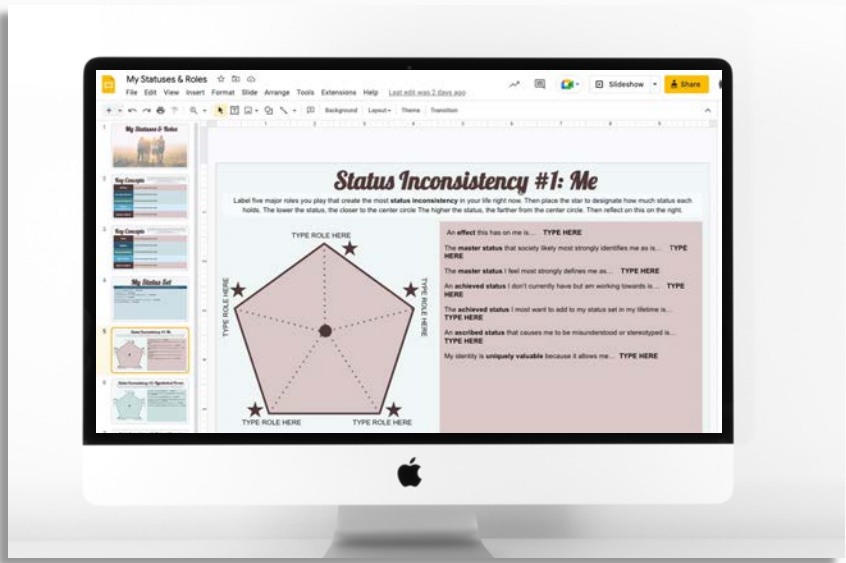 My Statuses & Roles
File Edit View Insert Format Slide Arrange Tools Extensions Help Last edit was 2 days ago
Slideshow
Share
Background Layout Theme Transition
1
My Statuses & Roles
2
Key Concepts
3
Key Concepts
4
My Status Set
5
Status Inconsistency #1: Me
6
Status Inconsistency #1: Me
Label five major roles you play that create the most status inconsistency in your life right now. Then place the star to designate how much status each
holds. The lower the status, the closer to the center circle The higher the status, the farther from the center circle. Then reflect on this on the right.
TYPE ROLE HERE
TYPE ROLE HERE
TYPE ROLE HERE
TYPE ROLE HERE
TYPE ROLE HERE
An effect this has on me is... TYPE HERE
The master status that society likely most strongly identifies me as is... TYPE
HERE
The master status I feel most strongly defines me as... TYPE HERE
An achieved status I don't currently have but am working towards is... TYPE
HERE
The achieved status I most want to add to my status set in my lifetime is...
TYPE HERE
An ascribed status that causes me to be misunderstood or stereotyped is...
TYPE HERE
My identity is uniquely valuable because it allows me... TYPE HERE